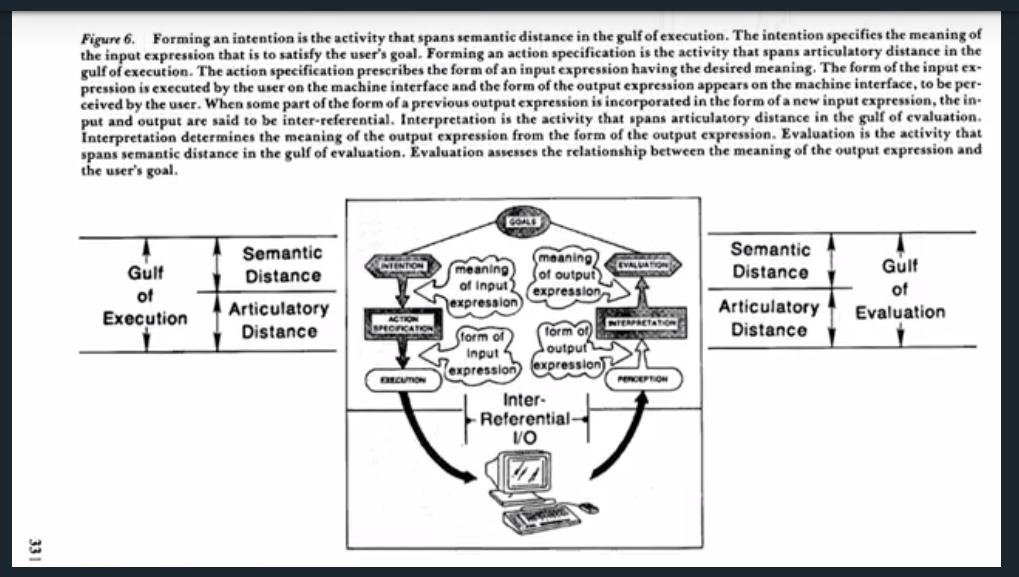 Figure 6. Forming an intention is the activity that spans semantic distance in the gulf of execution. The intention specifies the meaning of
the input expression that is to satisfy the user's goal. Forming an action specification is the activity that spans articulatory distance in the
gulf of execution. The action specification prescribes the form of an input expression having the desired meaning. The form of the input ex-
pression is executed by the user on the machine interface and the form of the output expression appears on the machine interface, to be per-
ceived by the user. When some part of the form of a previous output expression is incorporated in the form of a new input expression, the in-
put and output are said to be inter-referential. Interpretation is the activity that spans articulatory distance in the gulf of evaluation.
Interpretation determines the meaning of the output expression from the form of the output expression. Evaluation is the activity that
spans semantic distance in the gulf of evaluation. Evaluation assesses the relationship between the meaning of the output expression and
the user's goal.
Gulf
of
Execution
Semantic
Distance
Articulatory
Distance
GOALS
INTENTION
meaning
of input
expression
ACTION
SPECIFICATION
form of
input
expression
EXECUTION
meaning
of output
expression
EVALUATION
form of
output
expression
INTERPRETATION
PERCEPTION
Inter-
Referential
I/O
Semantic
Distance
Articulatory
Distance
Gulf
of
Evaluation
331